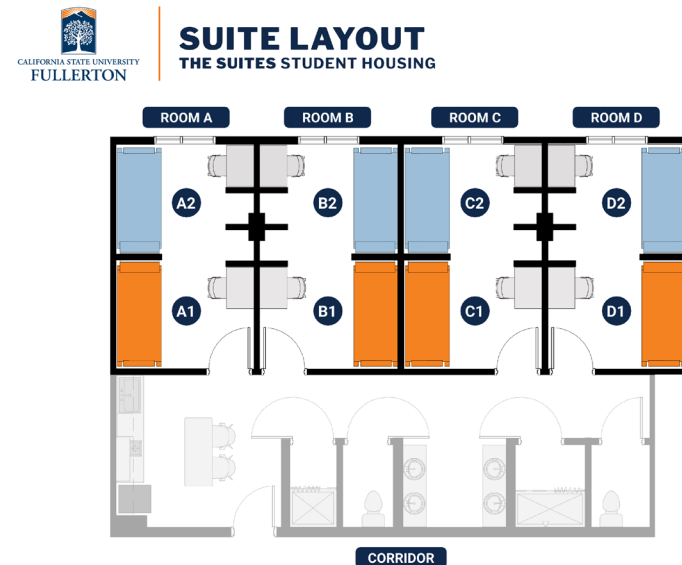 CALIFORNIA STATE UNIVERSITY
FULLERTON
SUITE LAYOUT
THE SUITES STUDENT HOUSING
ROOM A
ROOM B
ROOM C
ROOM D
A2
B2
C2
D2
A1
B1
C1
D1
CORRIDOR